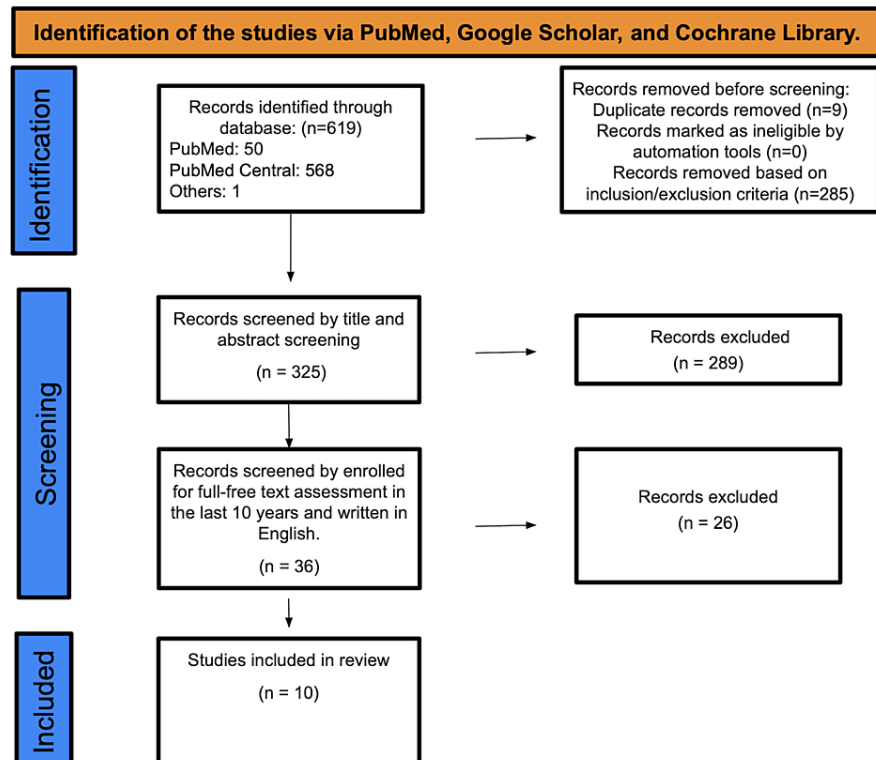 Identification of the studies via PubMed, Google Scholar, and Cochrane Library.
Identification
Records identified through
database: (n=619)
PubMed: 50
PubMed Central: 568
Others: 1
Records removed before screening:
Duplicate records removed (n=9)
Records marked as ineligible by
automation tools (n=0)
Records removed based on
inclusion/exclusion criteria (n=285)
Screening
Records screened by title and
abstract screening
(n = 325)
Records excluded
(n = 289)
Records screened by enrolled
for full-free text assessment in
the last 10 years and written in
English.
(n = 36)
Records excluded
(n = 26)
Included
Studies included in review
(n = 10)